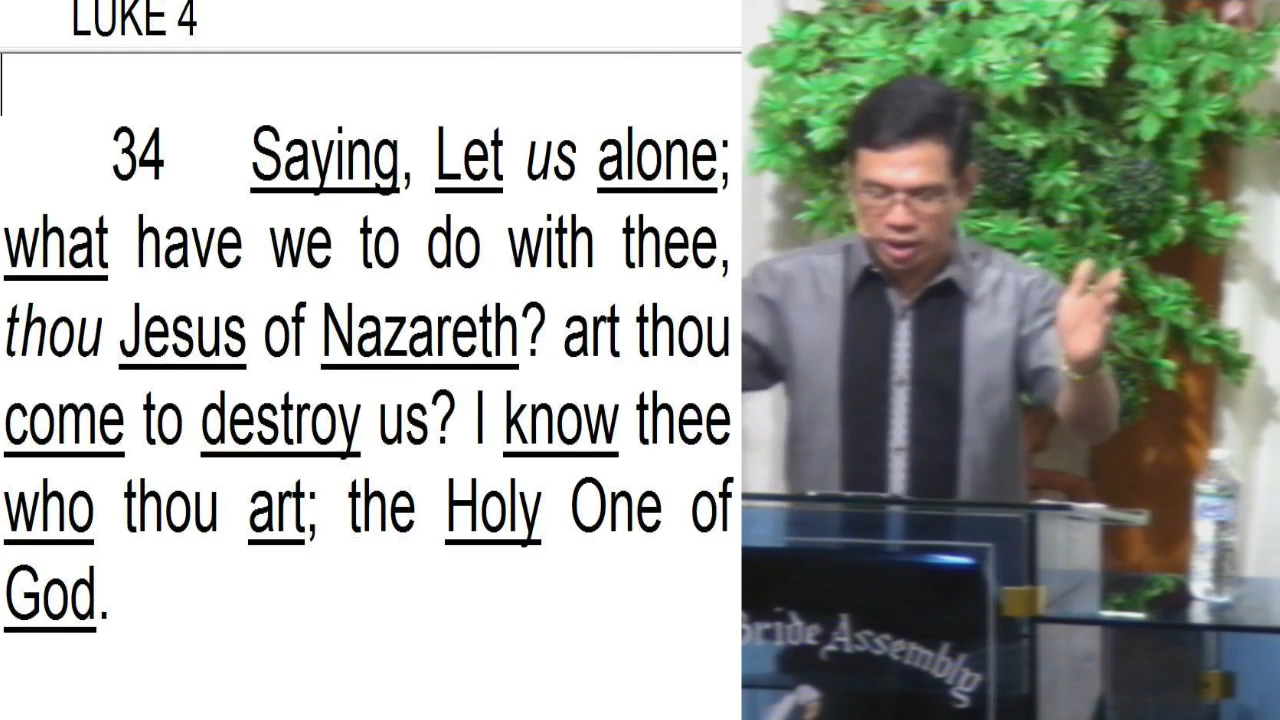 LUKE 4
34 Saying, Let us alone;
what have we to do with thee,
thou Jesus of Nazareth? art thou
come to destroy us? I know thee
who thou art; the Holy One of
God.
Bride Assembly